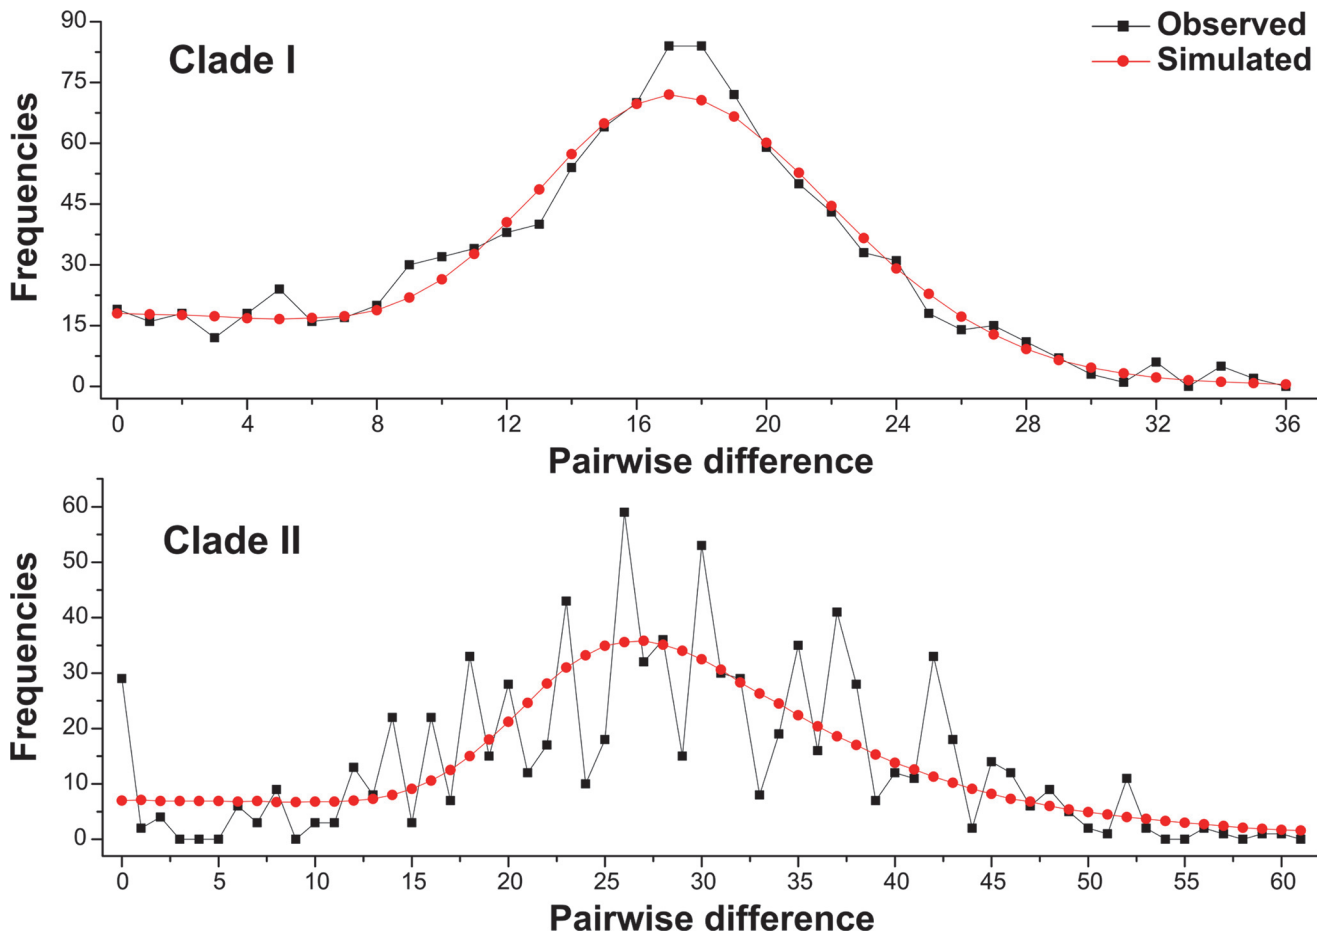 Clade I
Observed
Simulated
Frequencies
90
75
60
45
30
15
0
0 4 8 12 16 20 24 28 32 36
Pairwise difference
Clade II
Frequencies
60
50
40
30
20
10
0
0 5 10 15 20 25 30 35 40 45 50 55 60
Pairwise difference